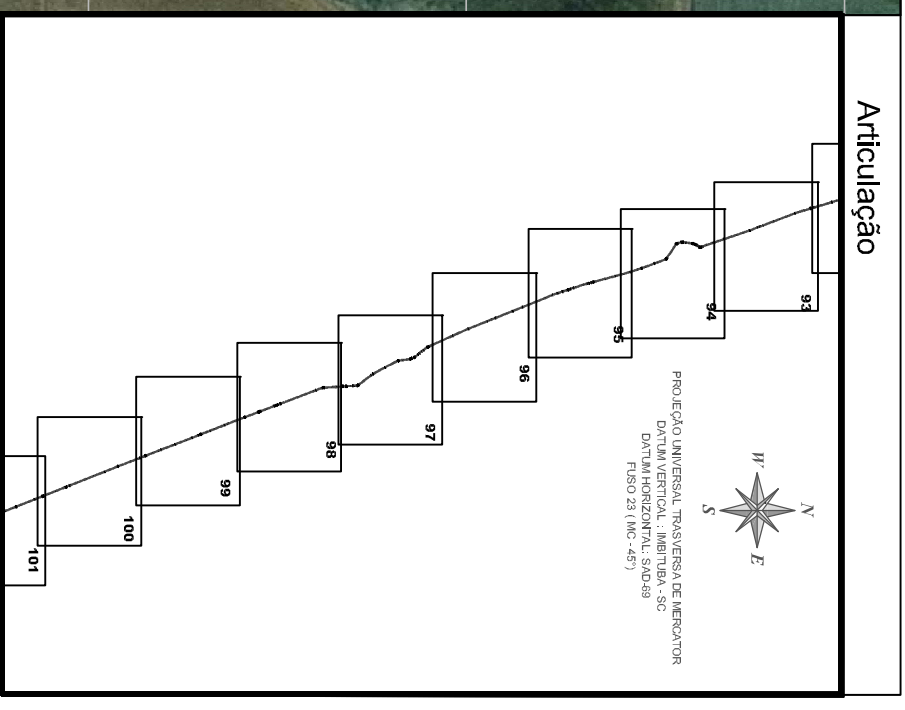 Articulação
N
W
E
S
PROJEÇÃO UNIVERSAL TRASVERSA DE MERCATOR
DATUM VERTICAL : IMBITUBA - SC
DATUM HORIZONTAL: SAD-69
FUSO 23 ( MC - 45°)
93
94
95
96
97
98
99
100
101